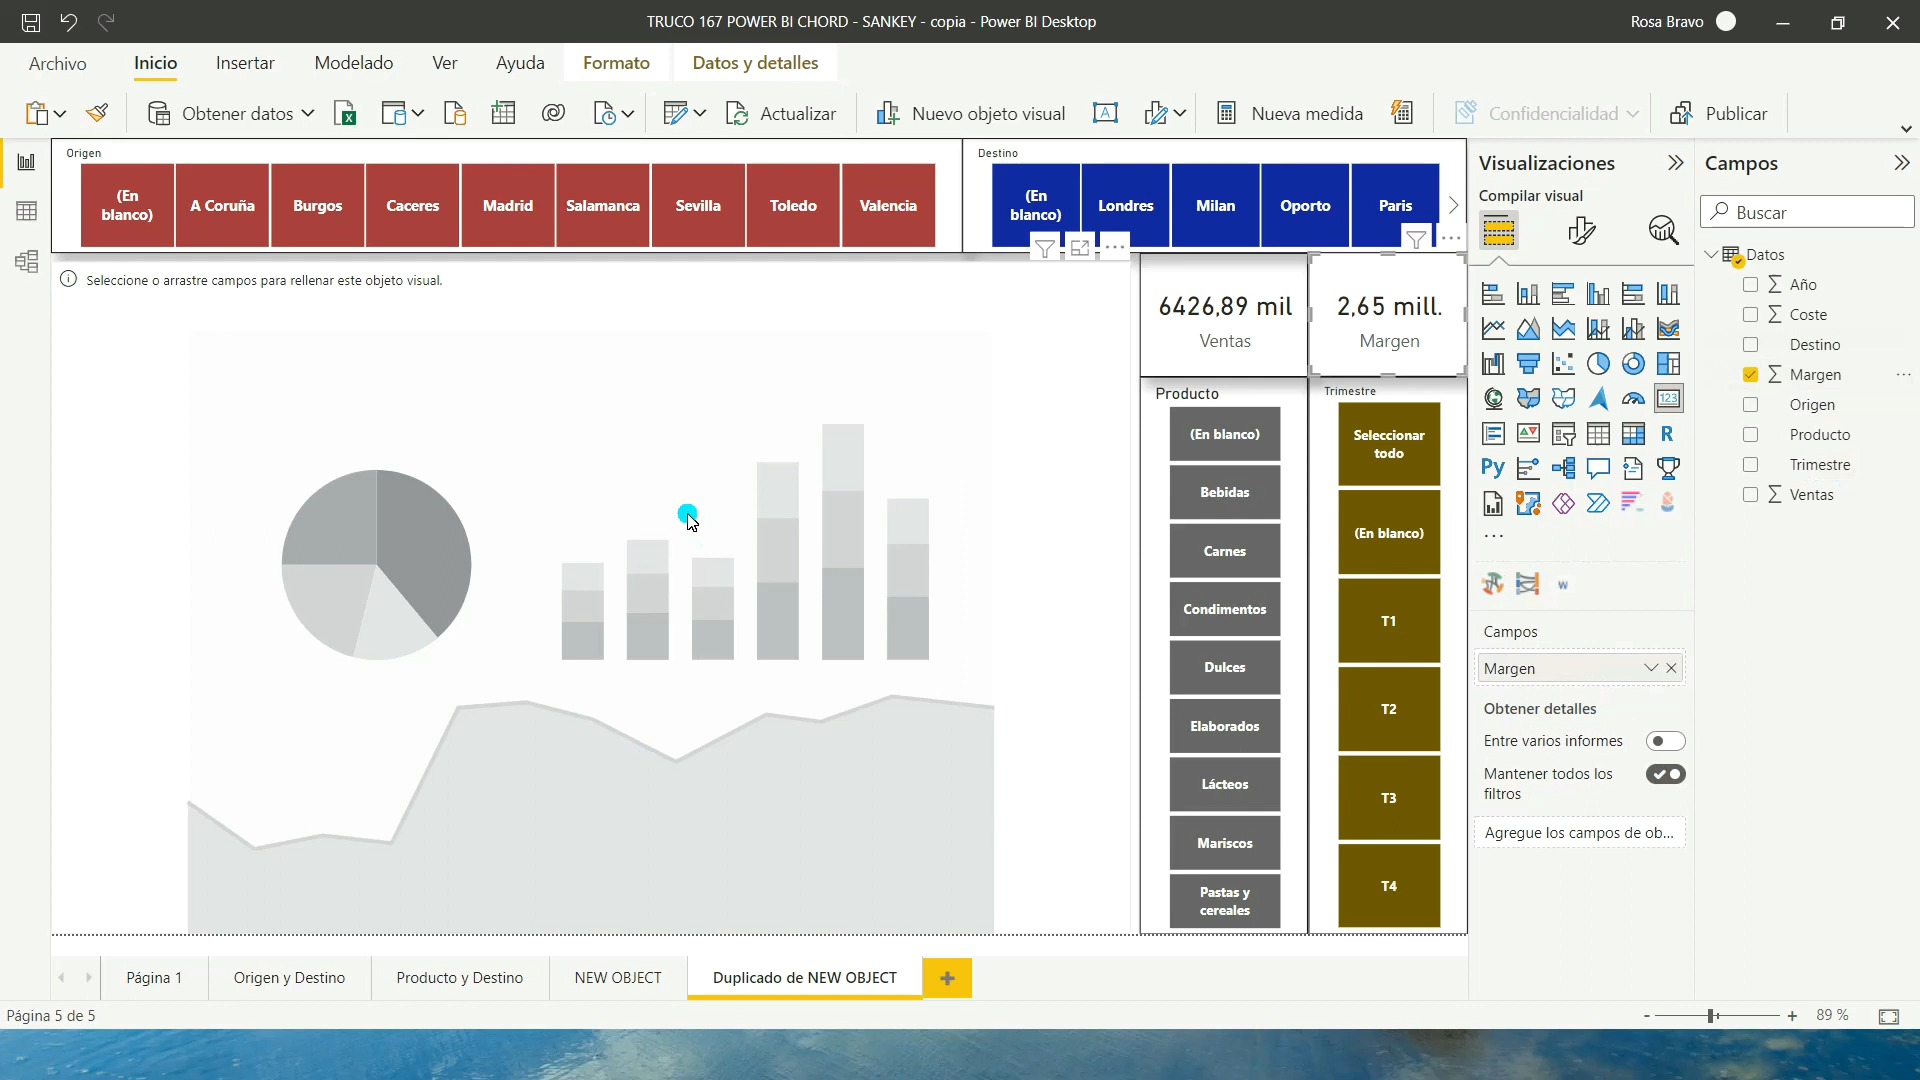 TRUCO 167 POWER BI CHORD - SANKEY - copia - Power BI Desktop
Rosa Bravo
Archivo
Inicio
Insertar
Modelado
Ver
Ayuda
Formato
Datos y detalles
Obtener datos
Actualizar
Nuevo objeto visual
Nueva medida
Confidencialidad
Publicar
Origen
(En
blanco)
A Coruña
Burgos
Caceres
Madrid
Salamanca
Sevilla
Toledo
Valencia
Destino
(En
blanco)
Londres
Milan
Oporto
Paris
Seleccione o arrastre campos para rellenar este objeto visual.
6426,89 mil
Ventas
2,65 mill.
Margen
Producto
(En blanco)
Bebidas
Carnes
Condimentos
Dulces
Elaborados
Lácteos
Mariscos
Pastas y
cereales
Trimestre
Seleccionar
todo
(En blanco)
T1
T2
T3
T4
Visualizaciones
Compilar visual
123
R
Py
W
Campos
Margen
Obtener detalles
Entre varios informes
Mantener todos los
filtros
Agregue los campos de ob...
Campos
Buscar
Datos
Año
Coste
Destino
Margen
Origen
Producto
Trimestre
Ventas
Página 1
Origen y Destino
Producto y Destino
NEW OBJECT
Duplicado de NEW OBJECT
Página 5 de 5
89 %